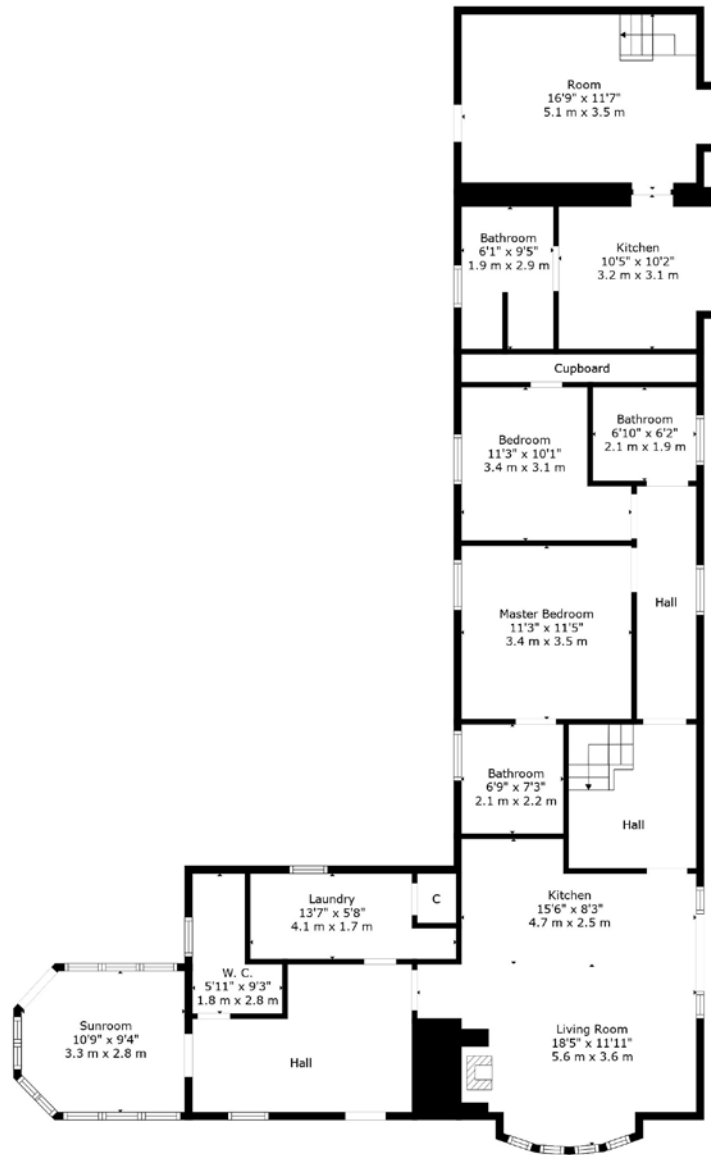 Room
16'9" x 11'7"
5.1 m x 3.5 m
Bathroom
6'1" x 9'5"
1.9 m x 2.9 m
Kitchen
10'5" x 10'2"
3.2 m x 3.1 m
Cupboard
Bedroom
11'3" x 10'1"
3.4 m x 3.1 m
Bathroom
6'10" x 6'2"
2.1 m x 1.9 m
Hall
Master Bedroom
11'3" x 11'5"
3.4 m x 3.5 m
Bathroom
6'9" x 7'3"
2.1 m x 2.2 m
Hall
Laundry
13'7" x 5'8"
4.1 m x 1.7 m
C
Kitchen
15'6" x 8'3"
4.7 m x 2.5 m
W. C.
5'11" x 9'3"
1.8 m x 2.8 m
Sunroom
10'9" x 9'4"
3.3 m x 2.8 m
Hall
Living Room
18'5" x 11'11"
5.6 m x 3.6 m